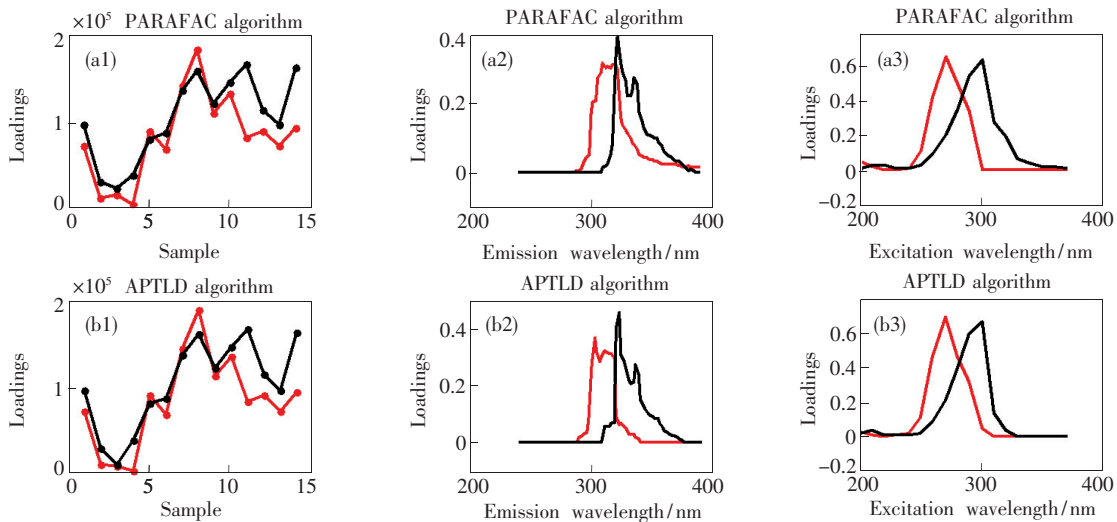 ×10⁵ PARAFAC algorithm
2
1
0
(a1)
Loadings
0 5 10 15
Sample
PARAFAC algorithm
0.4
0.2
0
(a2)
Loadings
200 300 400
Emission wavelength/nm
PARAFAC algorithm
0.6
0.4
0.2
0
−0.2
(a3)
Loadings
200 300 400
Excitation wavelength/nm
×10⁵ APTLD algorithm
2
1
0
(b1)
Loadings
0 5 10 15
Sample
APTLD algorithm
0.4
0.2
0
(b2)
Loadings
200 300 400
Emission wavelength/nm
APTLD algorithm
0.6
0.4
0.2
0
−0.2
(b3)
Loadings
200 300 400
Excitation wavelength/nm